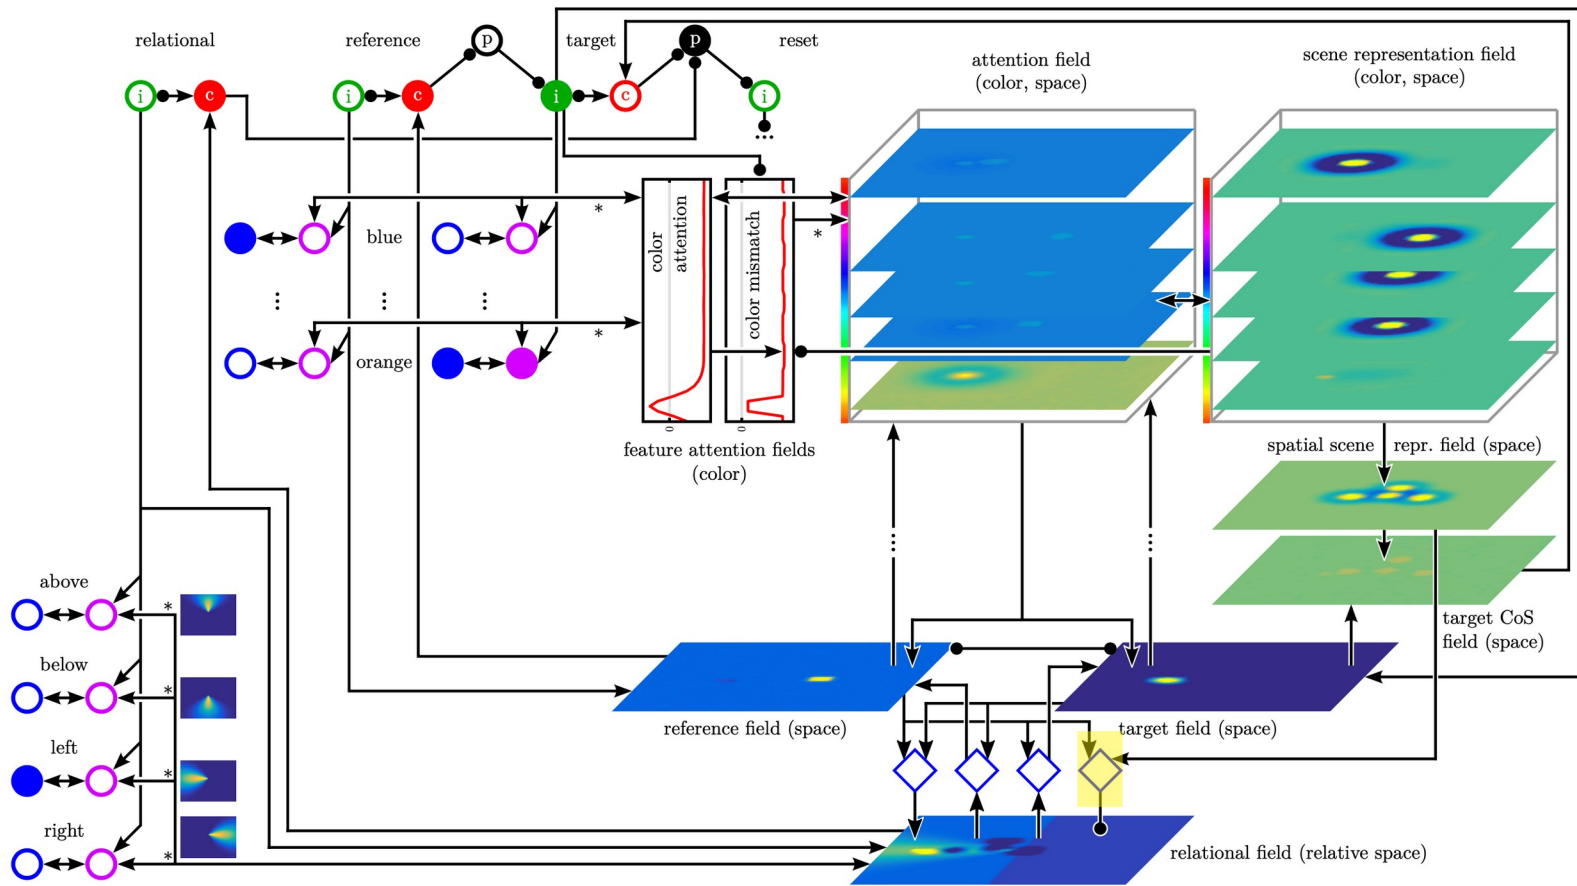 relational
reference
target
reset
p
p
i
c
i
c
i
c
i
...
attention field
(color, space)
scene representation field
(color, space)
*
blue
*
color
attention
color mismatch
...
...
...
*
orange
0
0
feature attention fields
(color)
spatial scene
repr. field (space)
...
...
above
*
target CoS
field (space)
below
*
reference field (space)
target field (space)
left
*
right
*
relational field (relative space)